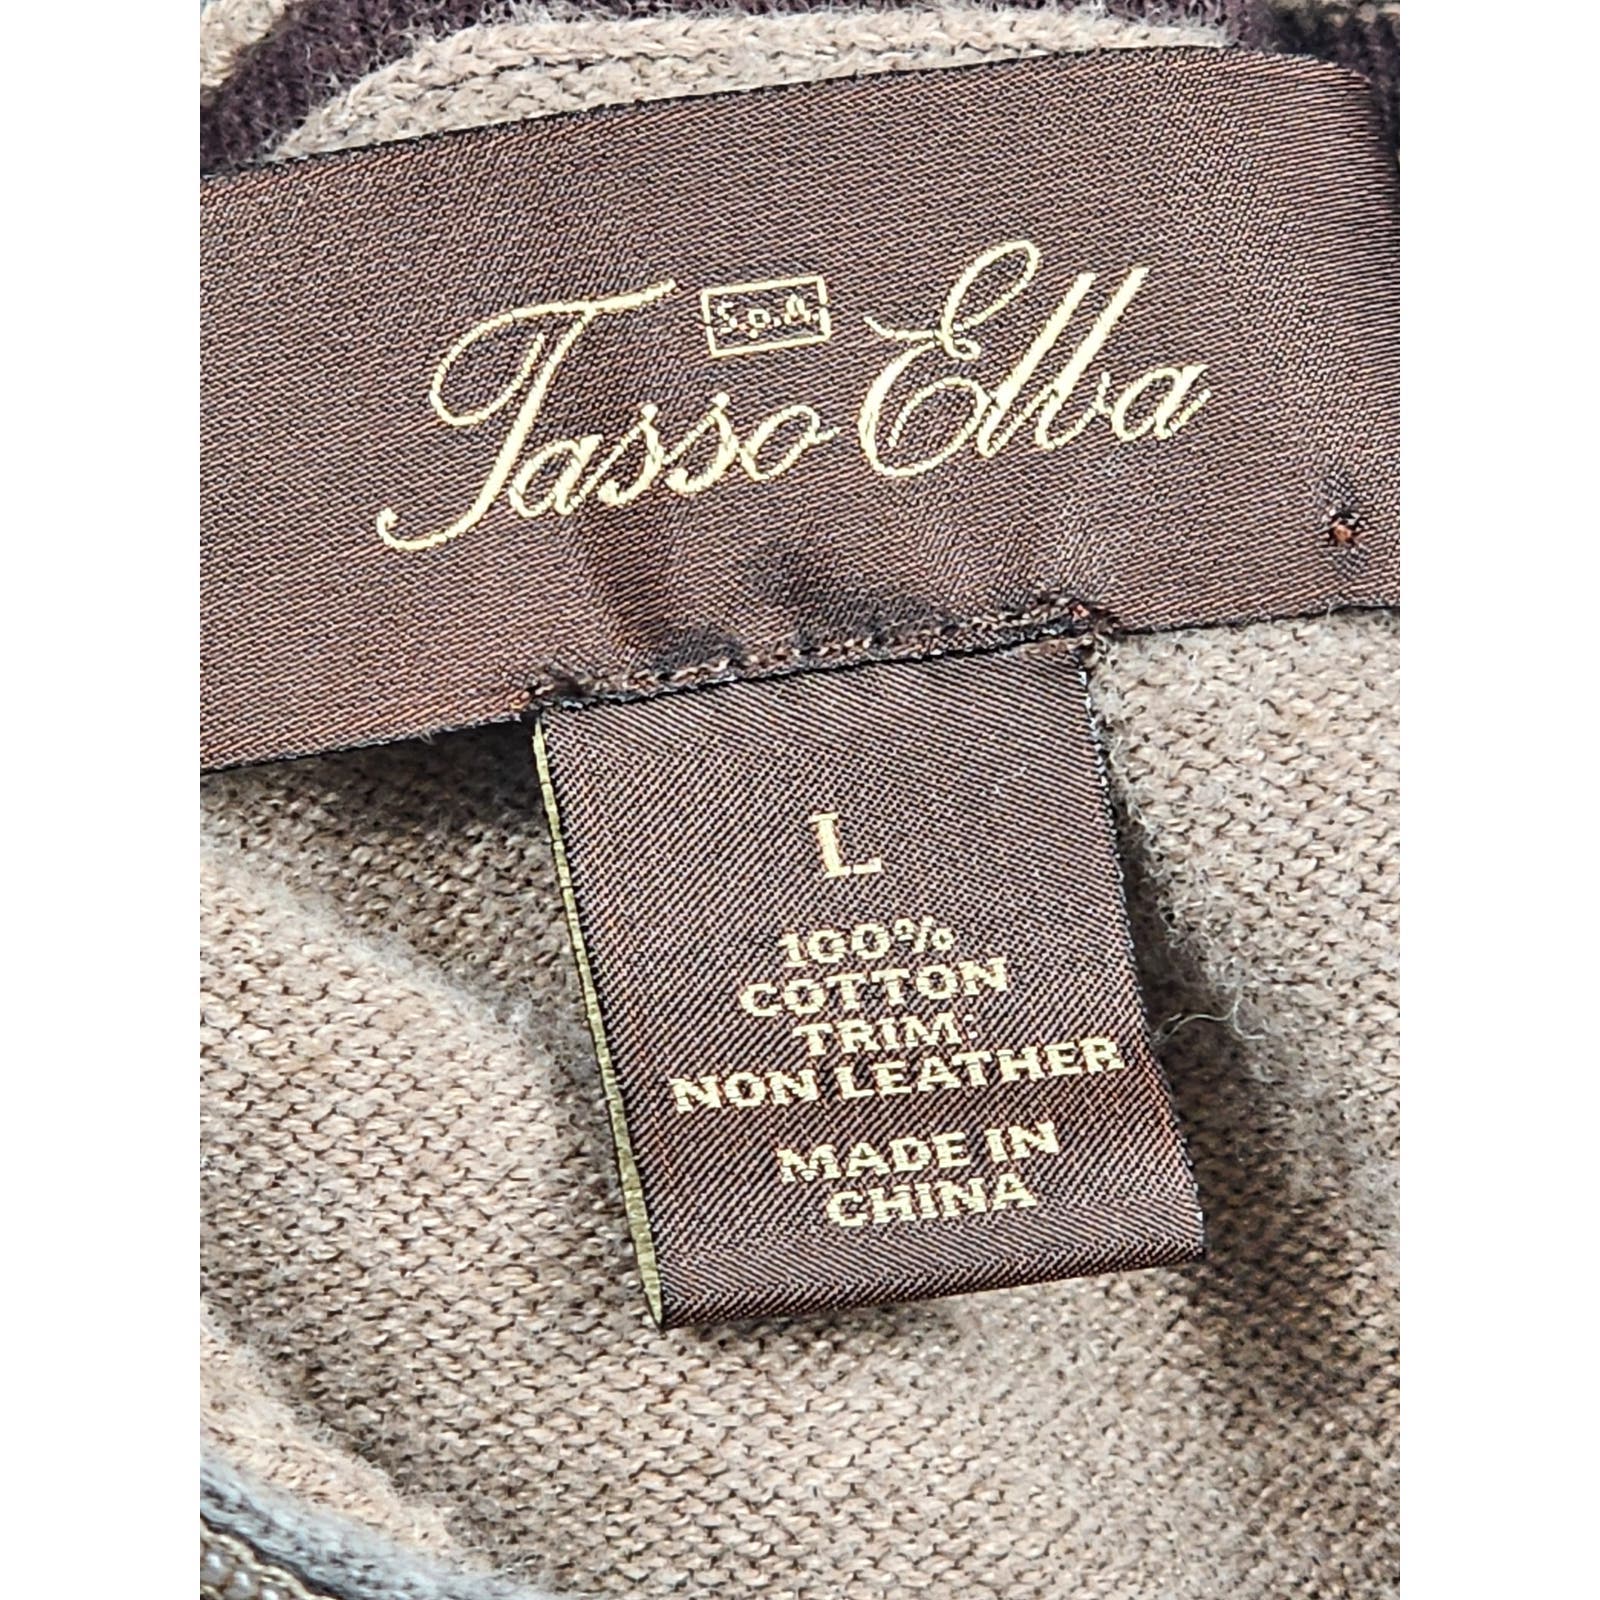 S.p.A.
Tasso Elba
L
100%
COTTON
TRIM:
NON LEATHER
MADE IN
CHINA